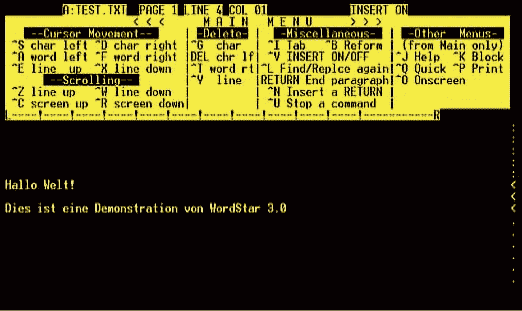 A:TEST.TXT PAGE 1 LINE 4 COL 01 INSERT ON
< < < M A I N M E N U > > >
--Cursor Movement-- | -Delete- | -Miscellaneous- | -Other Menus-
^S char left ^D char right |^G char | ^I Tab ^B Reform |(from Main only)
^A word left ^F word right |DEL chr lf| ^V INSERT ON/OFF |^J Help ^K Block
^E line up ^X line down |^T word rt|^L Find/Replce again|^Q Quick ^P Print
--Scrolling-- |^Y line |RETURN End paragraph|^O Onscreen
^Z line up ^W line down | | ^N Insert a RETURN |
^C screen up ^R screen down| | ^U Stop a command |
L----!----!----!----!----!----!----!----!----!----!----!--------R
Hallo Welt! <
Dies ist eine Demonstration von WordStar 3.0 <